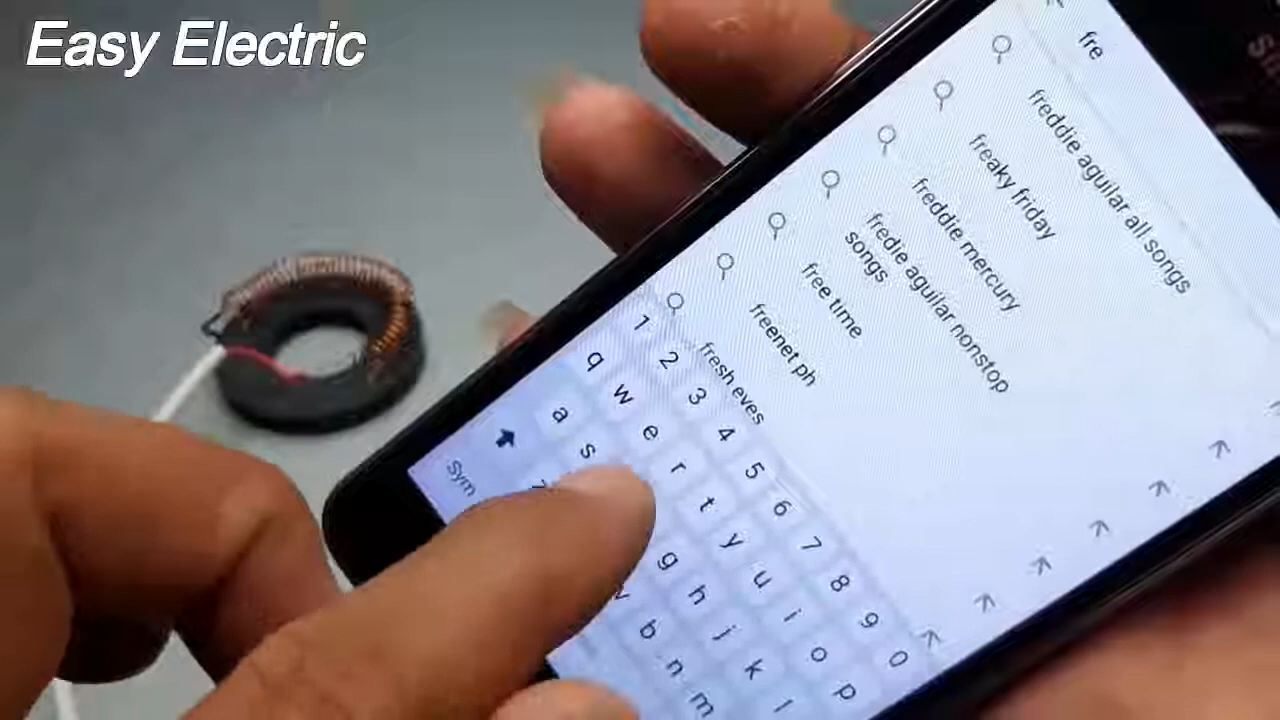 Easy Electric
fre
freddie aguilar all songs
freaky friday
freddie mercury
fredie aguilar nonstop
songs
free time
freenet ph
fresh eves
1 2 3 4 5 6 7 8 9 0
q w e r t y u i o p
a s g h j k l
z v b n m
Sym